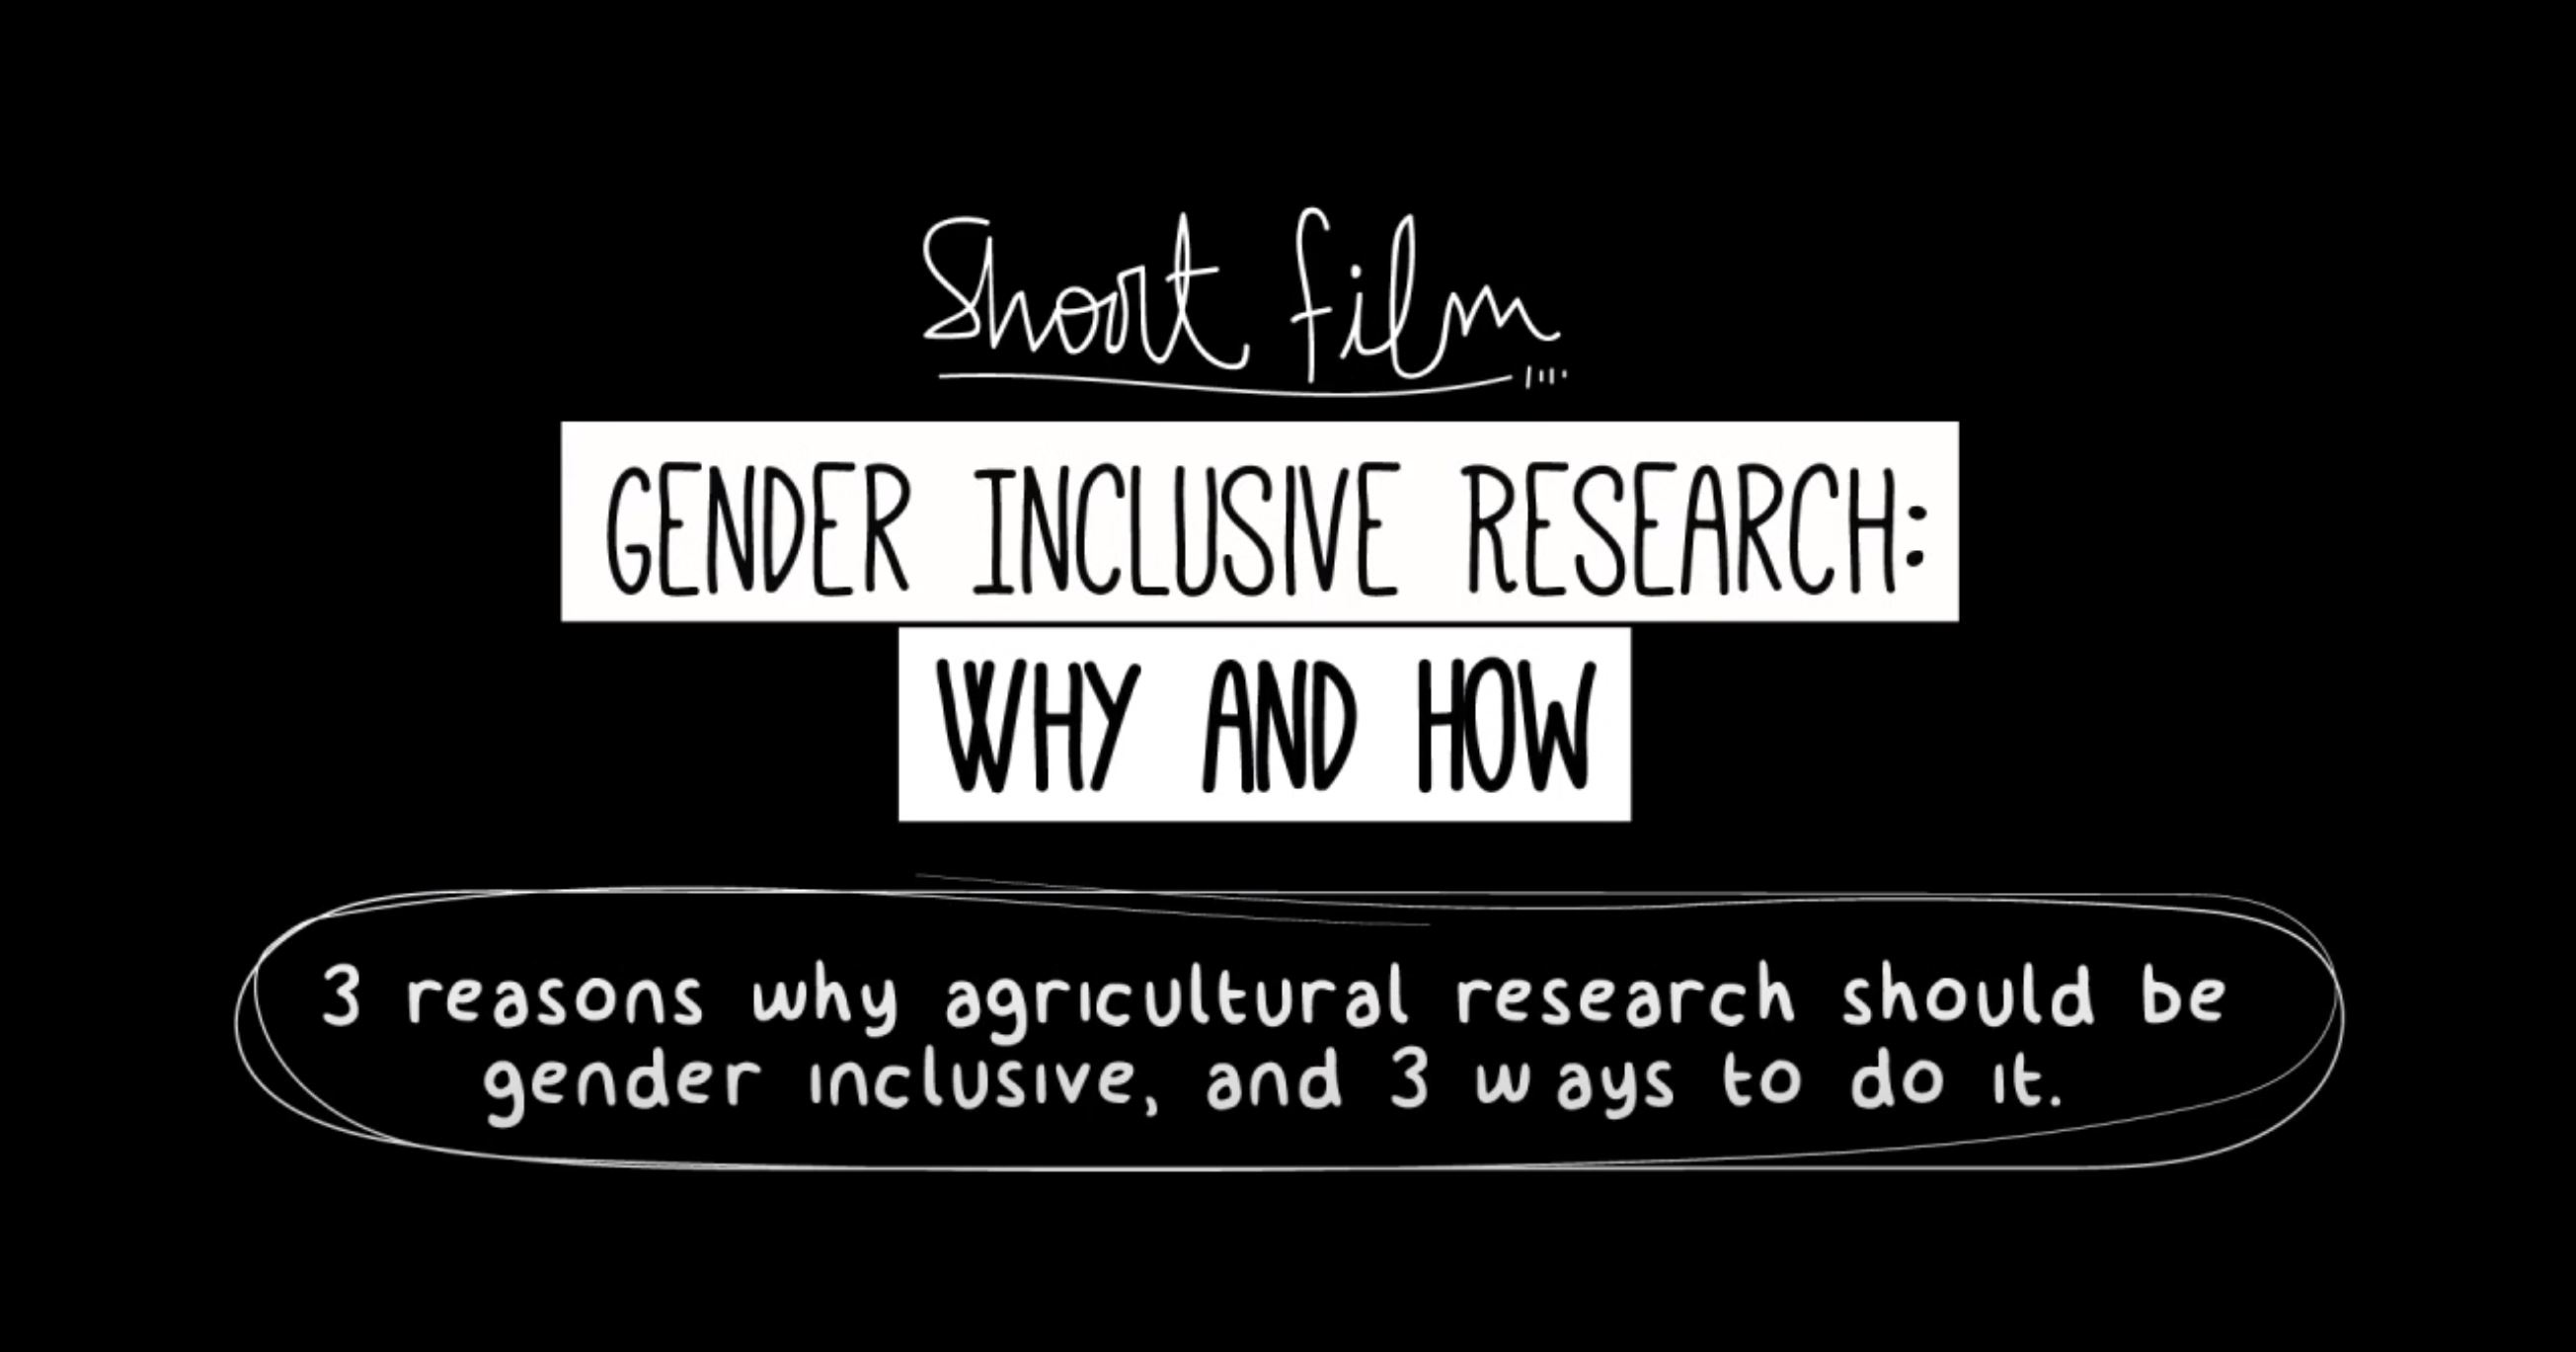 Short film
GENDER INCLUSIVE RESEARCH:
WHY AND HOW
3 reasons why agricultural research should be
gender inclusive, and 3 ways to do it.